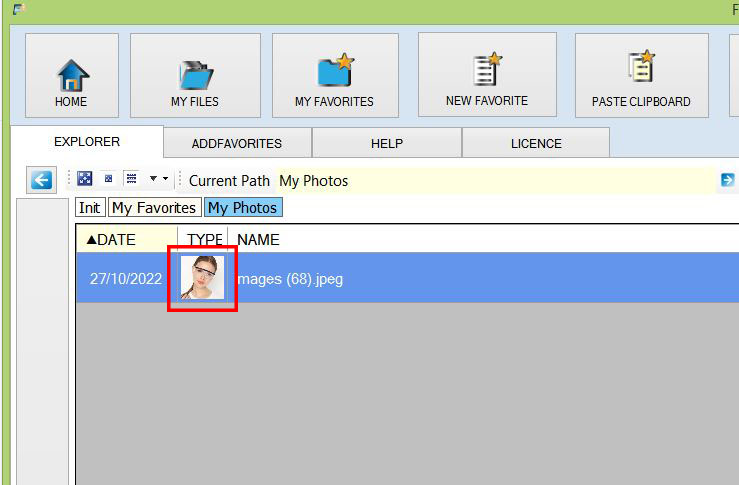 F
HOME
MY FILES
MY FAVORITES
NEW FAVORITE
PASTE CLIPBOARD
EXPLORER
ADDFAVORITES
HELP
LICENCE
Current Path My Photos
Init My Favorites My Photos
▲DATE TYPE NAME
27/10/2022 mages (68).jpeg